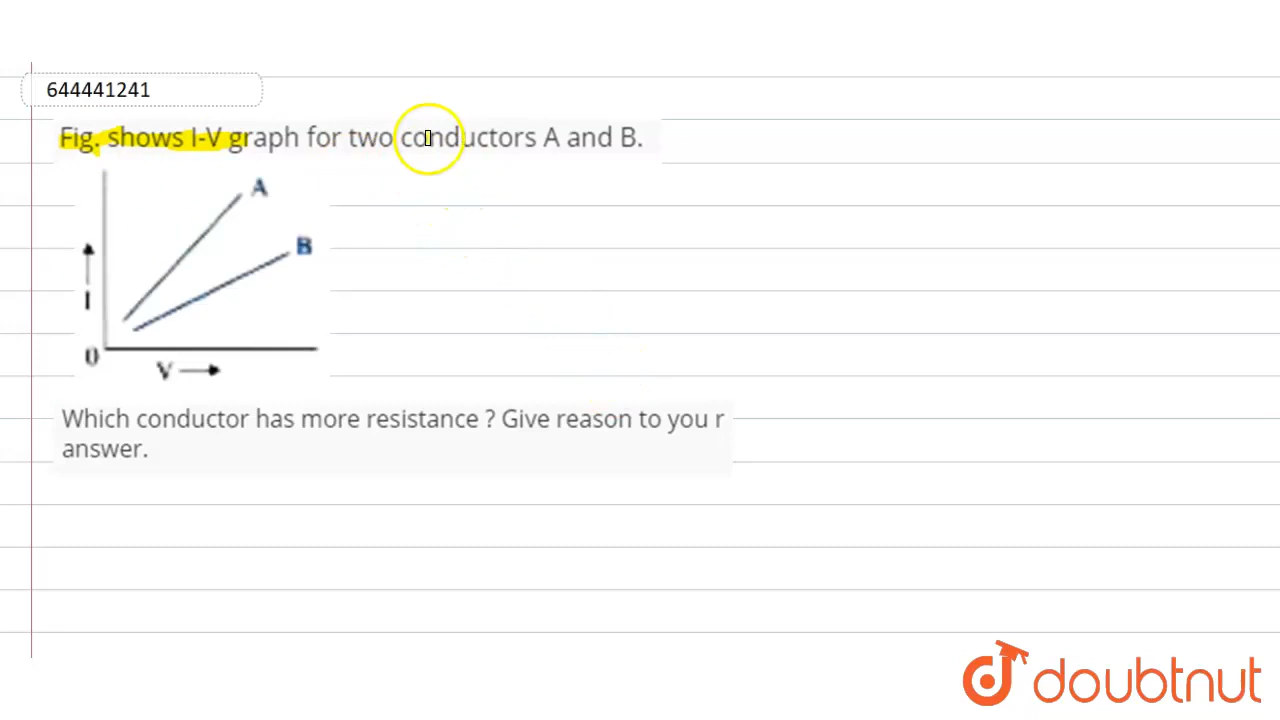 644441241
Fig. shows I-V graph for two conductors A and B.
A
B
I
0
V
Which conductor has more resistance ? Give reason to you r
answer.
doubtnut